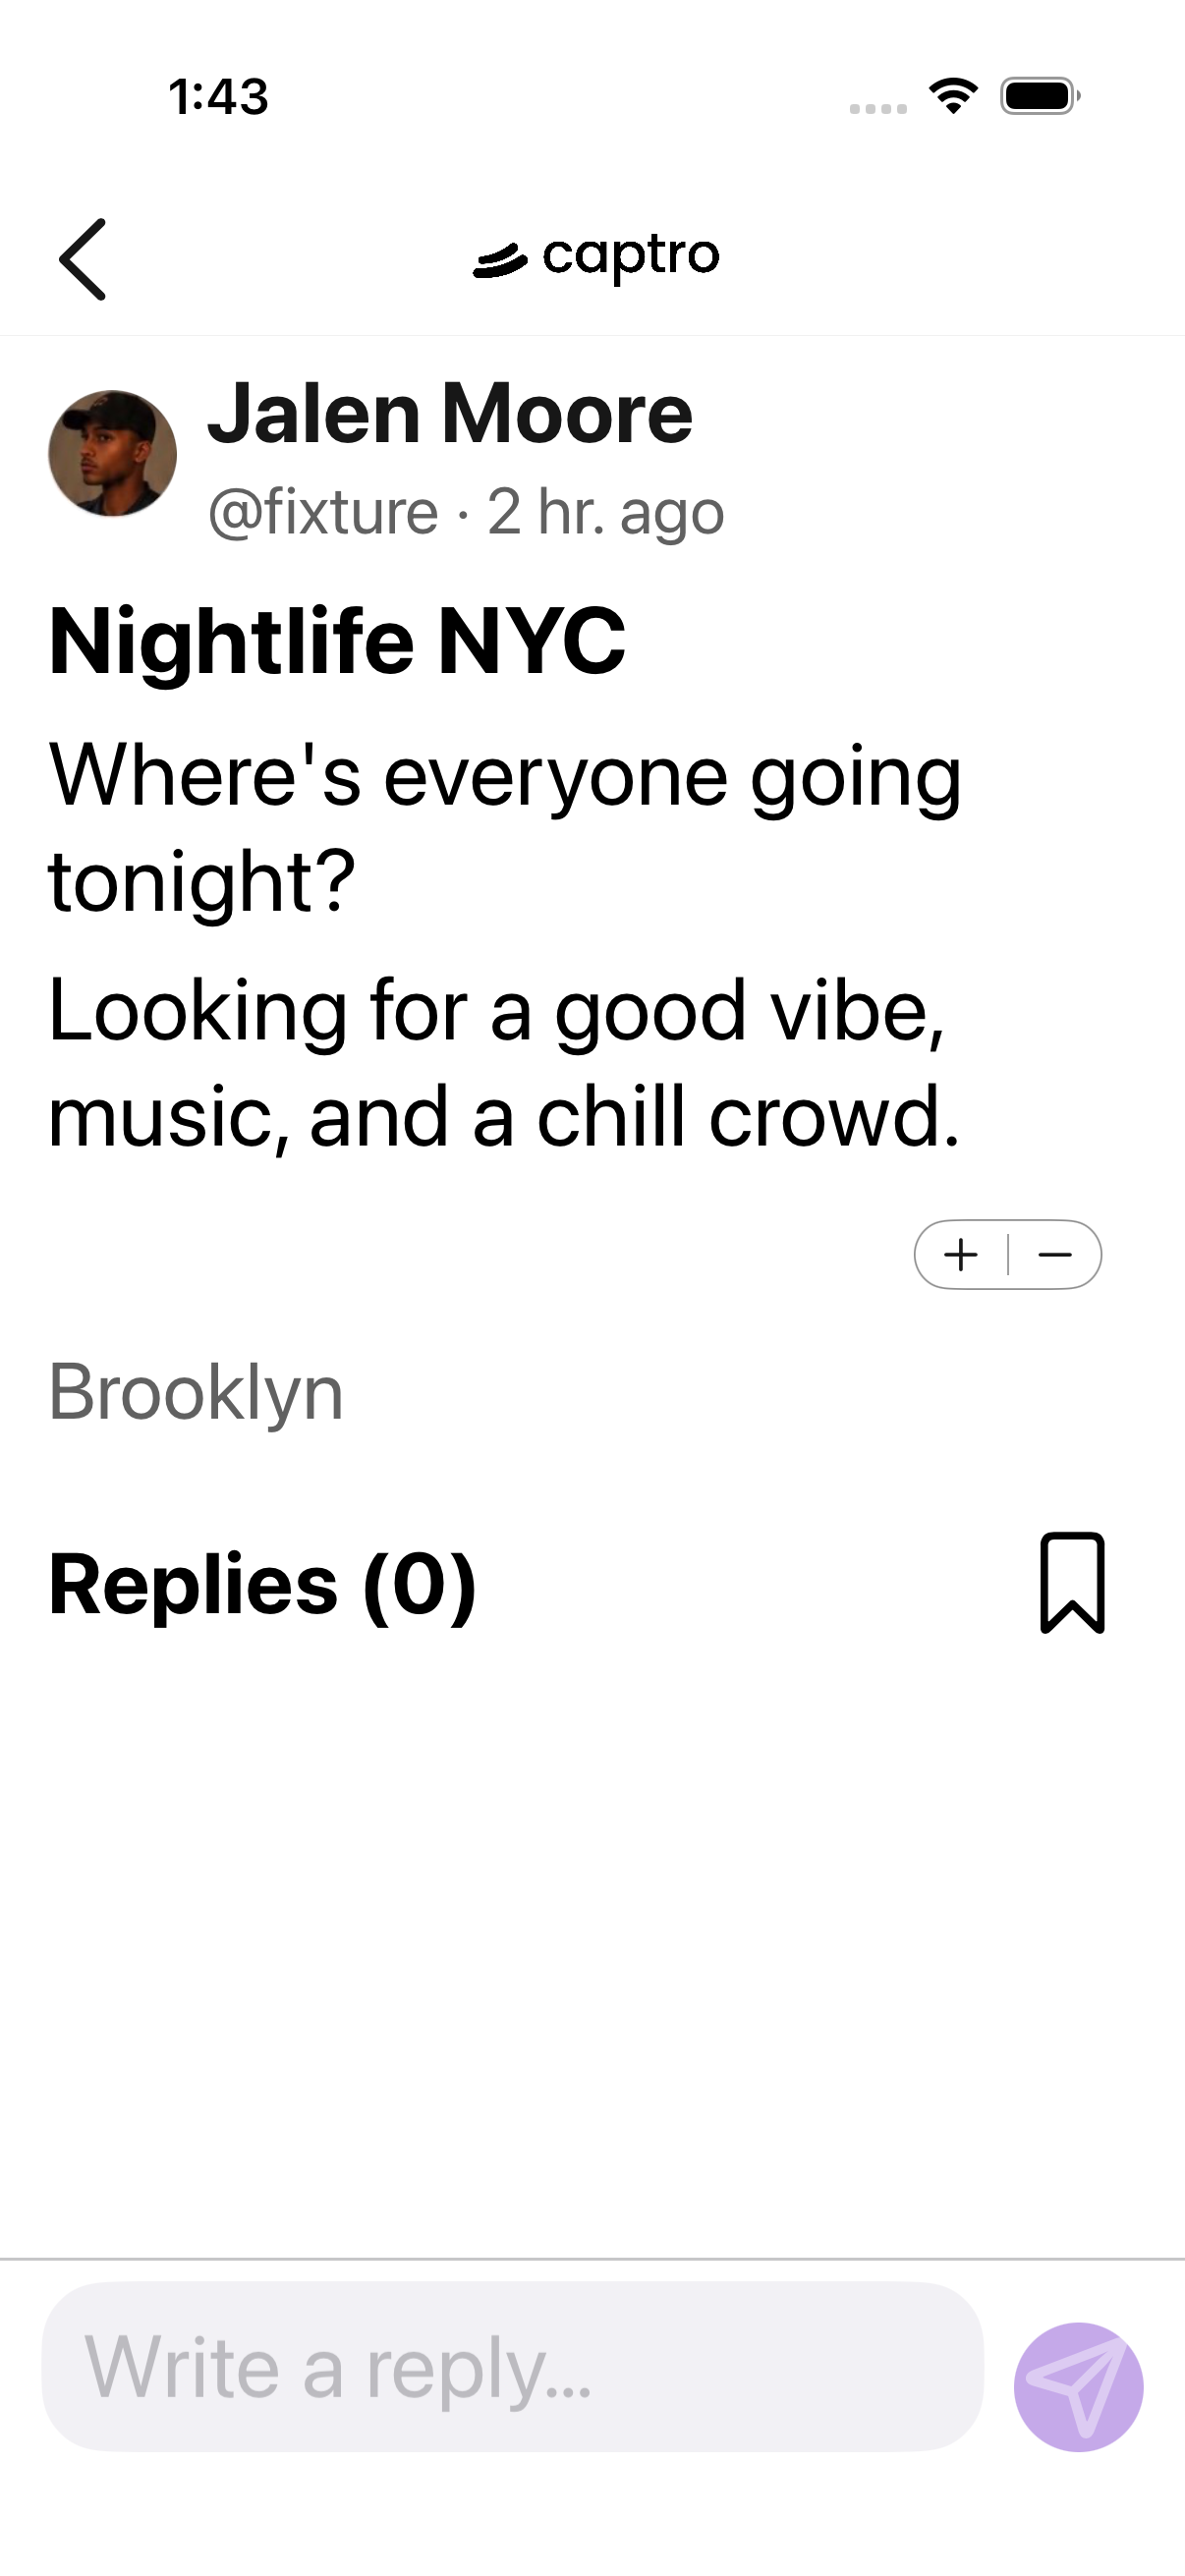 1:43
captro
Jalen Moore
@fixture · 2 hr. ago
Nightlife NYC
Where's everyone going
tonight?
Looking for a good vibe,
music, and a chill crowd.
Brooklyn
Replies (0)
Write a reply...